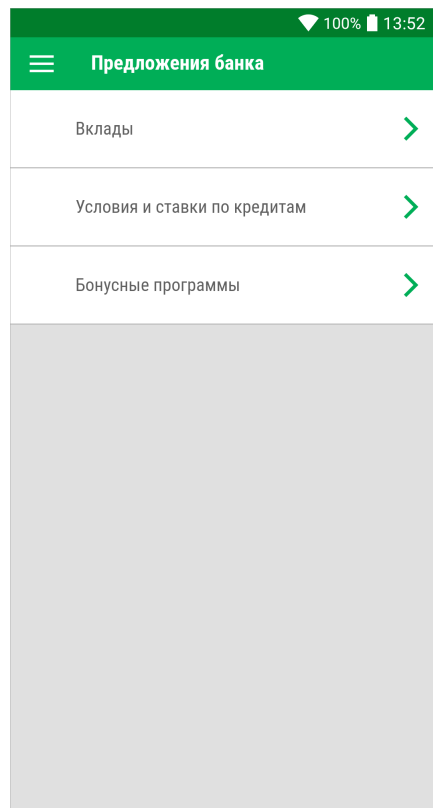 100% 13:52
Предложения банка
Вклады
Условия и ставки по кредитам
Бонусные программы